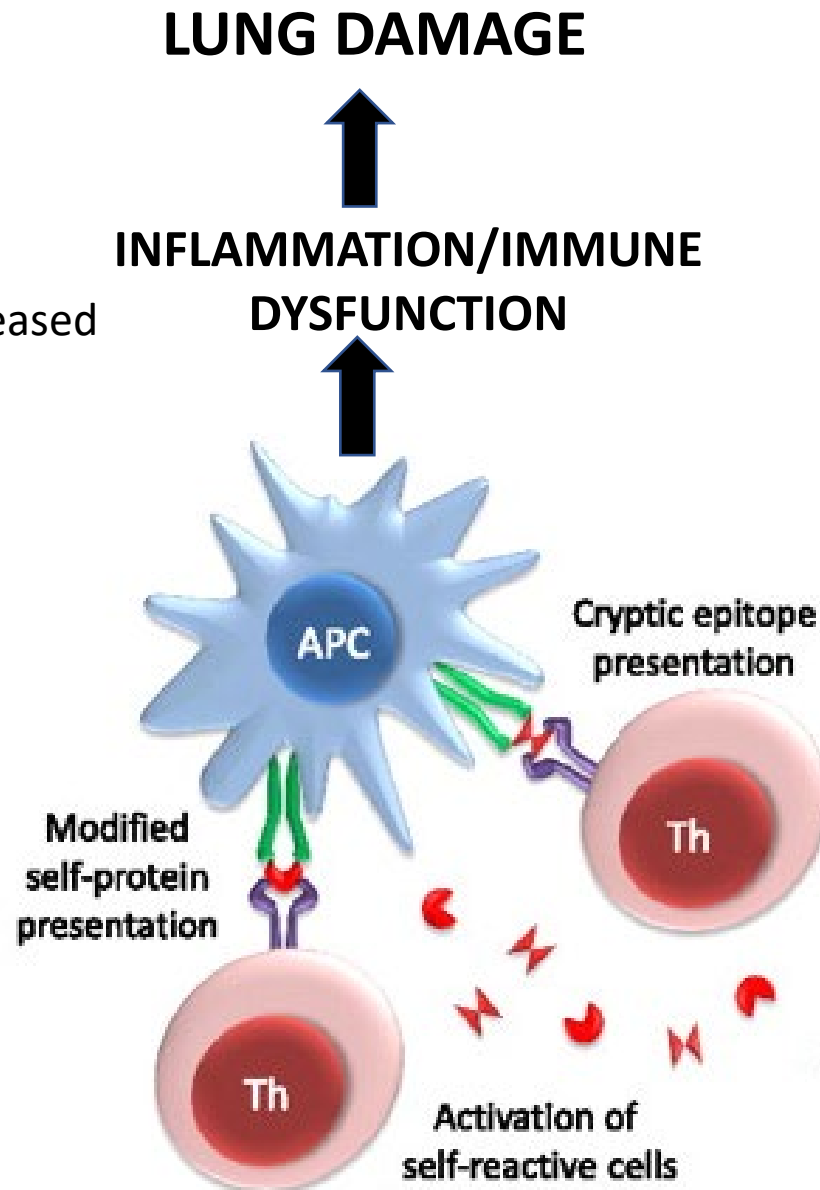 LUNG DAMAGE
INFLAMMATION/IMMUNE
DYSFUNCTION
eased
APC
Cryptic epitope
presentation
Th
Modified
self-protein
presentation
Th
Activation of
self-reactive cells